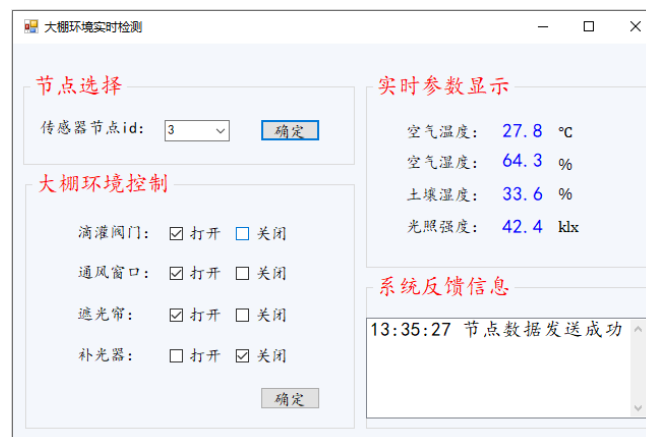 大棚环境实时检测
节点选择
传感器节点id： 3 确定
大棚环境控制
滴灌阀门： 打开 关闭
通风窗口： 打开 关闭
遮光帘： 打开 关闭
补光器： 打开 关闭
确定
实时参数显示
空气温度： 27.8 ℃
空气湿度： 64.3 %
土壤湿度： 33.6 %
光照强度： 42.4 klx
系统反馈信息
13:35:27 节点数据发送成功